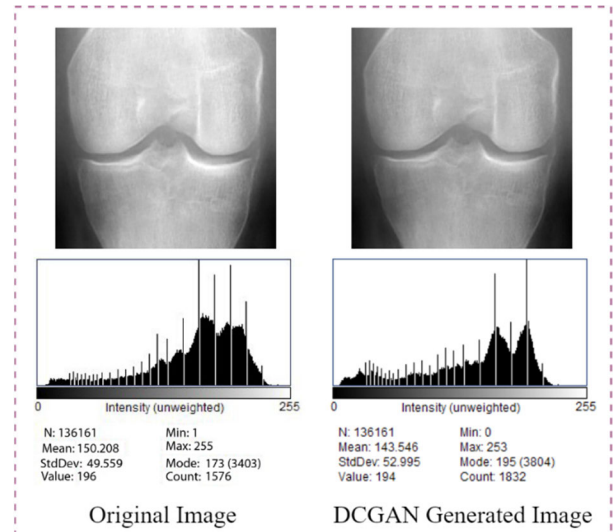 0 Intensity (unweighted) 255
N: 136161 Min: 1
Mean: 150.208 Max: 255
StdDev: 49.559 Mode: 173 (3403)
Value: 196 Count: 1576
Original Image
0 Intensity (unweighted) 255
N: 136161 Min: 0
Mean: 143.546 Max: 253
StdDev: 52.995 Mode: 195 (3804)
Value: 194 Count: 1832
DCGAN Generated Image